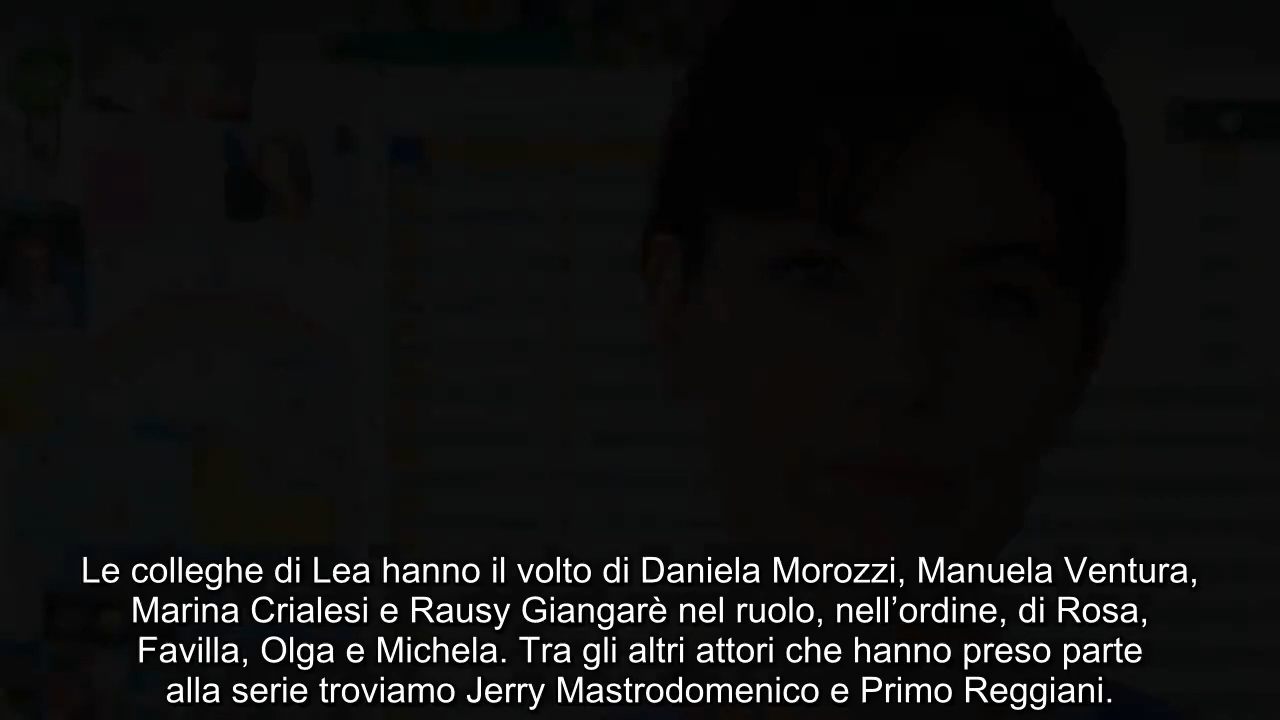 Le colleghe di Lea hanno il volto di Daniela Morozzi, Manuela Ventura,
Marina Crialesi e Rausy Giangarè nel ruolo, nell’ordine, di Rosa,
Favilla, Olga e Michela. Tra gli altri attori che hanno preso parte
alla serie troviamo Jerry Mastrodomenico e Primo Reggiani.